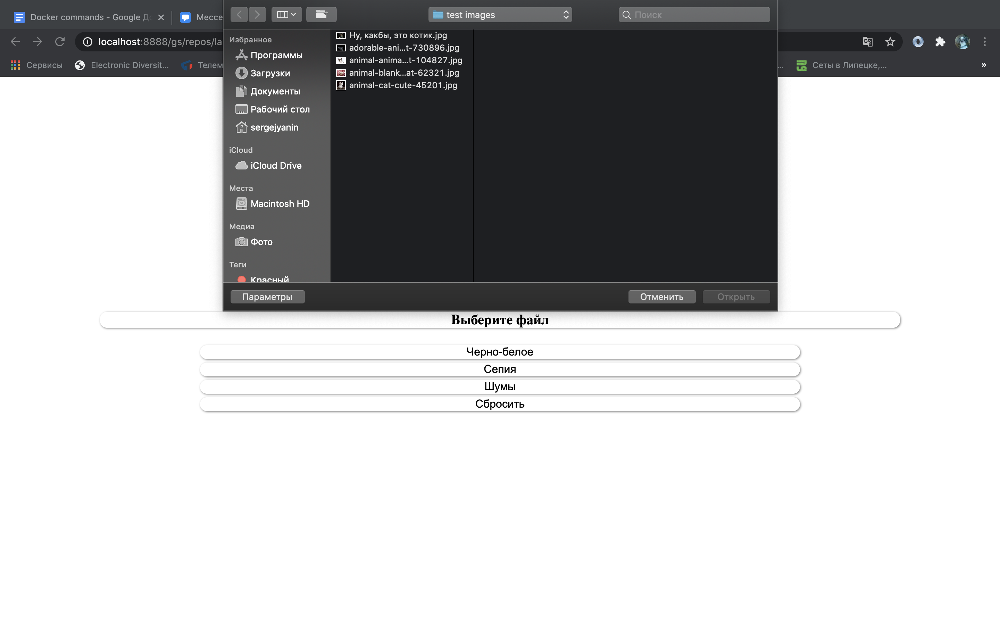 Docker commands - Google До
Мессе
test images
Поиск
localhost:8888/gs/repos/la
Сервисы
Electronic Diversit...
Телем
...
Сеты в Липецке,...
»
Избранное
Программы
Загрузки
Документы
Рабочий стол
sergejyanin
iCloud
iCloud Drive
Места
Macintosh HD
Медиа
Фото
Теги
Красный
Ну, какбы, это котик.jpg
adorable-ani...t-730896.jpg
animal-anima...t-104827.jpg
animal-blank...at-62321.jpg
animal-cat-cute-45201.jpg
Параметры
Отменить
Открыть
Выберите файл
Черно-белое
Сепия
Шумы
Сбросить